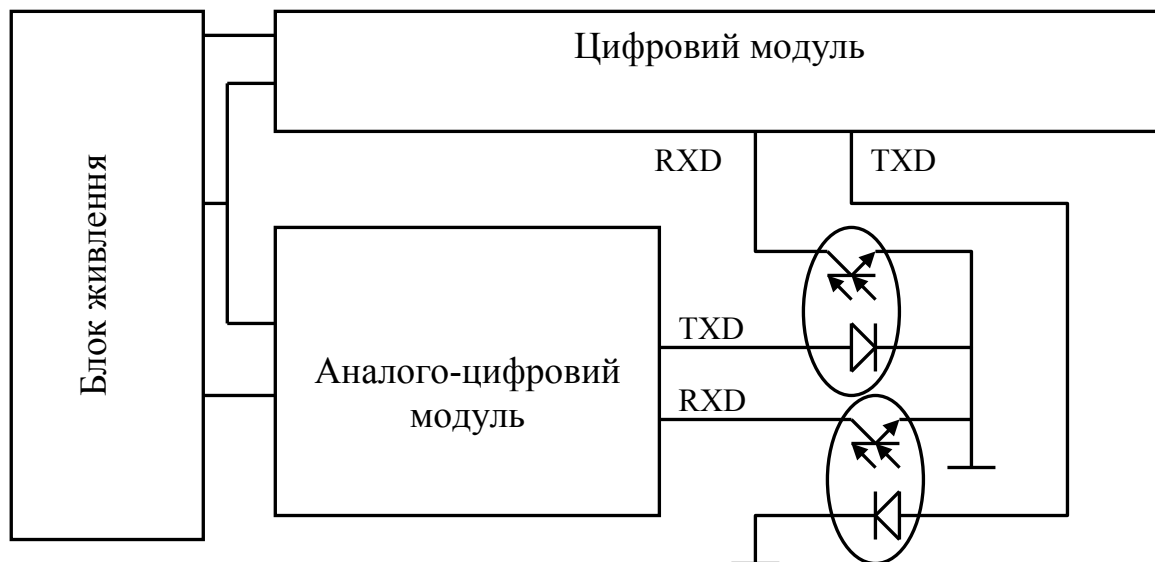 Цифровий модуль
RXD
TXD
Блок живлення
TXD
Аналого-цифровий
модуль
RXD